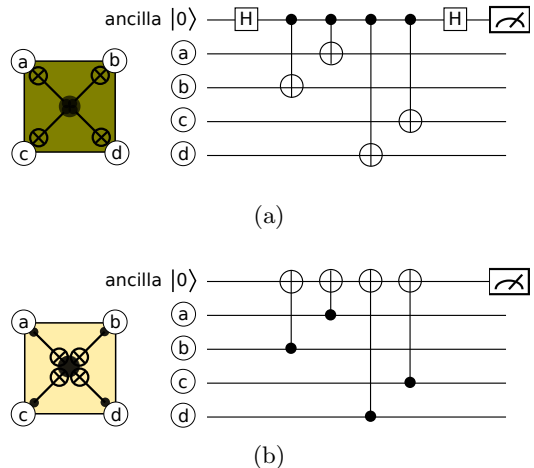 ancilla |0⟩ H H
a b a
b
c
c d d
(a)
ancilla |0⟩
a b a
b
c
c d d
(b)